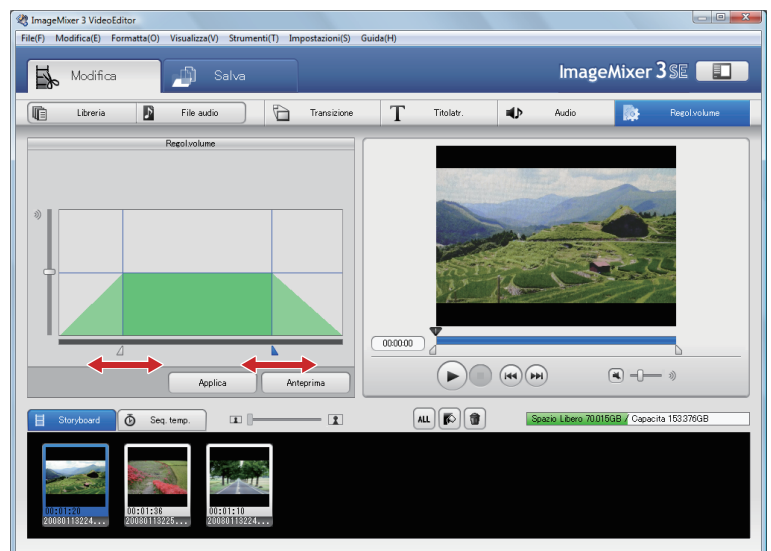 ImageMixer 3 VideoEditor
File(F) Modifica(E) Formatta(O) Visualizza(V) Strumenti(T) Impostazioni(S) Guida(H)
Modifica Salva ImageMixer 3 SE
Libreria File audio Transizione T Titolatr. Audio Regol.volume
Regol.volume
00:00:00
Applica Anteprima
Storyboard Seq. temp. ALL Spazio Libero 70.015GB / Capacita 153.376GB
00:01:20 00:01:36 00:01:10
20080113224... 20080113225... 20080113224...